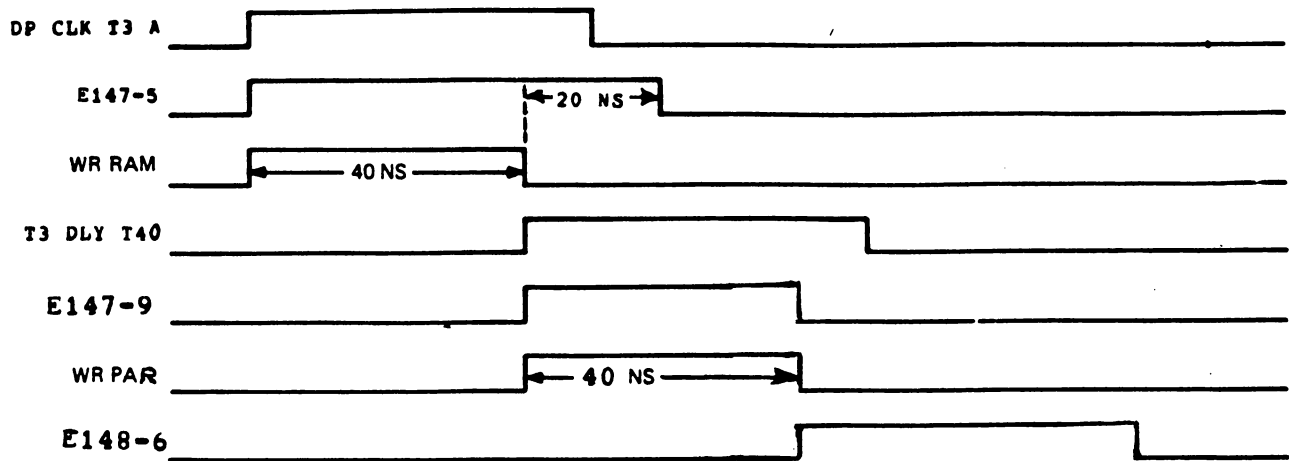 DP CLK T3 A
E147-5
20 NS
WR RAM
40 NS
T3 DLY T40
E147-9
WR PAR
40 NS
E148-6